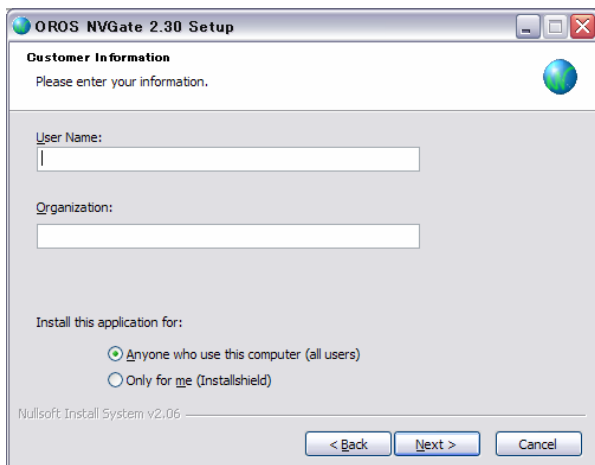 OROS NVGate 2.30 Setup
Customer Information
Please enter your information.
User Name:
Organization:
Install this application for:
Anyone who use this computer (all users)
Only for me (Installshield)
Nullsoft Install System v2.06
< Back Next > Cancel